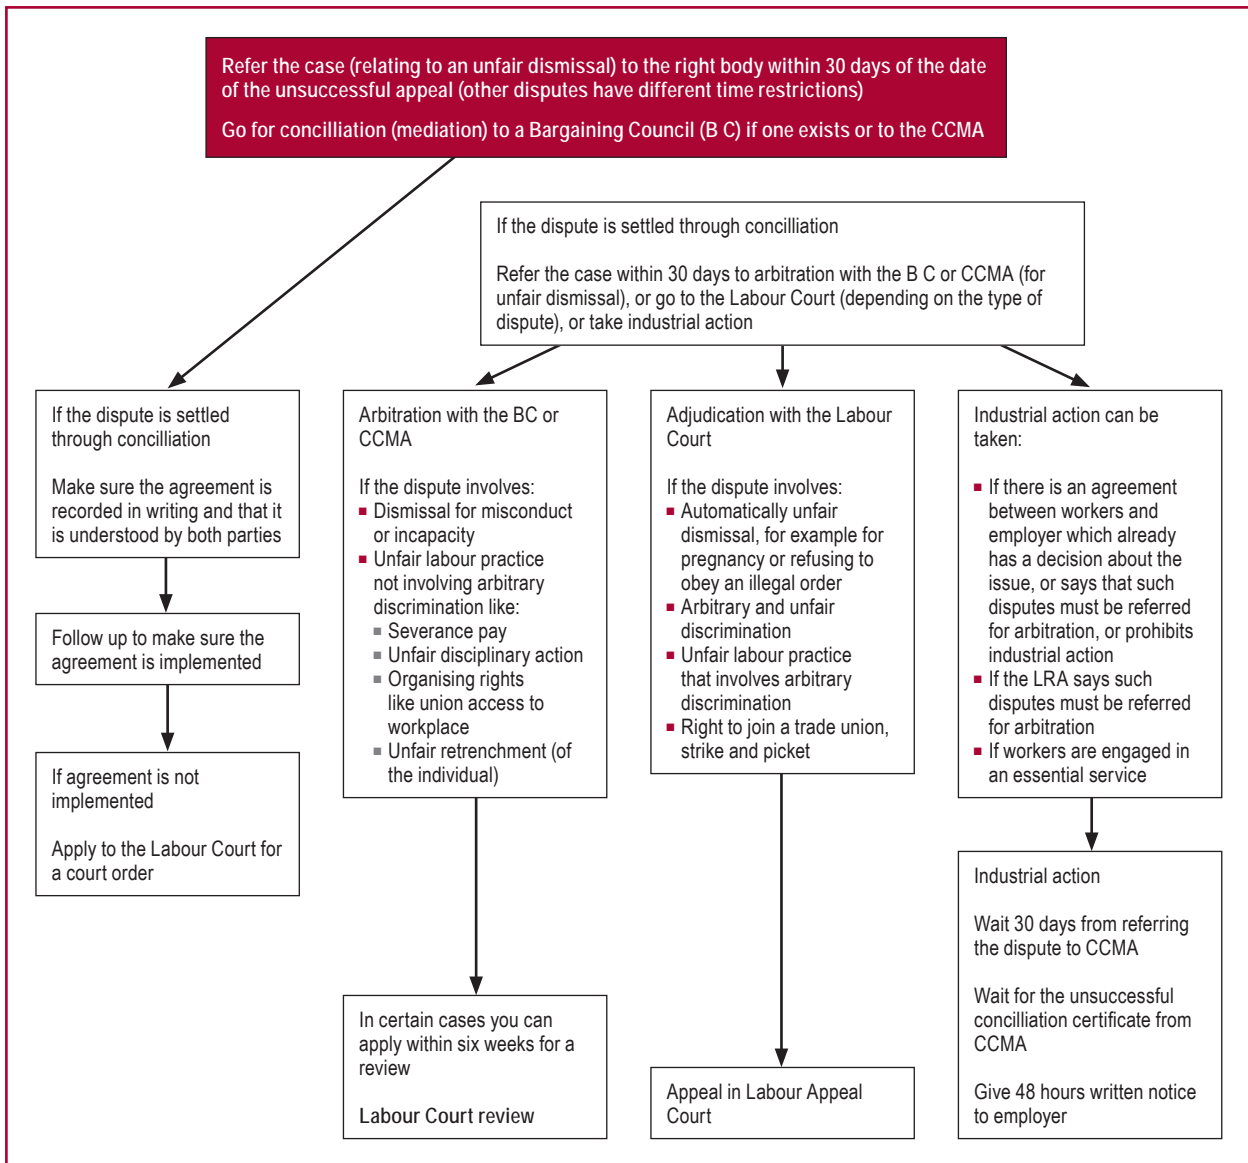 Refer the case (relating to an unfair dismissal) to the right body within 30 days of the date
of the unsuccessful appeal (other disputes have different time restrictions)
Go for concilliation (mediation) to a Bargaining Council (B C) if one exists or to the CCMA
If the dispute is settled through concilliation
Refer the case within 30 days to arbitration with the B C or CCMA (for
unfair dismissal), or go to the Labour Court (depending on the type of
dispute), or take industrial action
If the dispute is settled
through concilliation
Make sure the agreement is
recorded in writing and that it
is understood by both parties
Follow up to make sure the
agreement is implemented
If agreement is not
implemented
Apply to the Labour Court for
a court order
Arbitration with the BC or
CCMA
If the dispute involves:
■ Dismissal for misconduct
or incapacity
■ Unfair labour practice
not involving arbitrary
discrimination like:
■ Severance pay
■ Unfair disciplinary action
■ Organising rights
like union access to
workplace
■ Unfair retrenchment (of
the individual)
In certain cases you can
apply within six weeks for a
review
Labour Court review
Adjudication with the Labour
Court
If the dispute involves:
■ Automatically unfair
dismissal, for example for
pregnancy or refusing to
obey an illegal order
■ Arbitrary and unfair
discrimination
■ Unfair labour practice
that involves arbitrary
discrimination
■ Right to join a trade union,
strike and picket
Appeal in Labour Appeal
Court
Industrial action can be
taken:
■ If there is an agreement
between workers and
employer which already
has a decision about the
issue, or says that such
disputes must be referred
for arbitration, or prohibits
industrial action
■ If the LRA says such
disputes must be referred
for arbitration
■ If workers are engaged in
an essential service
Industrial action
Wait 30 days from referring
the dispute to CCMA
Wait for the unsuccessful
concilliation certificate from
CCMA
Give 48 hours written notice
to employer